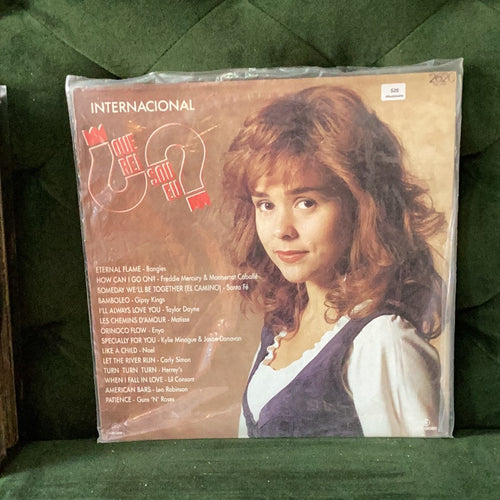 INTERNACIONAL
2620
526
QUE
REI
SOU
EU
ETERNAL FLAME - Bangles
HOW CAN I GO ON? - Freddie Mercury & Montserrat Caballé
SOMEDAY WE'LL BE TOGETHER (EL CAMINO) - Santa Fé
BAMBOLEO - Gipsy Kings
I'LL ALWAYS LOVE YOU - Taylor Dayne
LES CHEMINS D'AMOUR - Matisse
ORINOCO FLOW - Enya
SPECIALLY FOR YOU - Kylie Minogue & Jason Donovan
LIKE A CHILD - Noel
LET THE RIVER RUN - Carly Simon
TURN TURN TURN - Herrey's
WHEN I FALL IN LOVE - Lil Consort
AMERICAN BARS - Leo Robinson
PATIENCE - Guns 'N' Roses